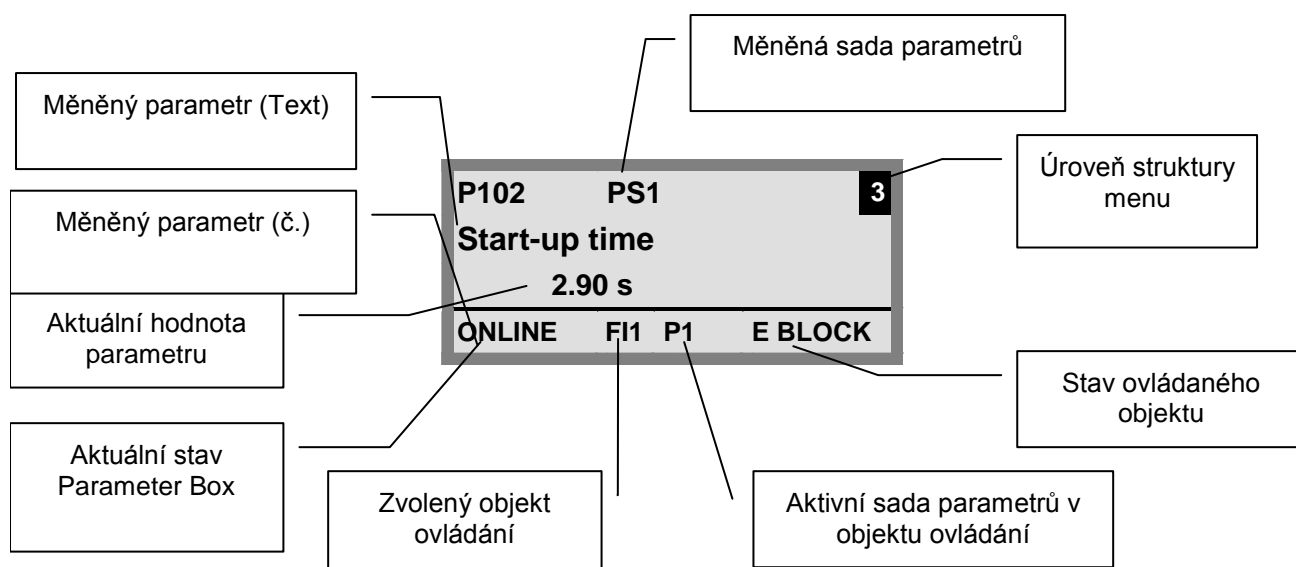 Měněná sada parametrů
Měněný parametr (Text)
Úroveň struktury
menu
P102 PS1 3
Měněný parametr (č.)
Start-up time
2.90 s
Aktuální hodnota
parametru
ONLINE FI1 P1 E BLOCK
Stav ovládaného
objektu
Aktuální stav
Parameter Box
Zvolený objekt
ovládání
Aktivní sada parametrů v
objektu ovládání